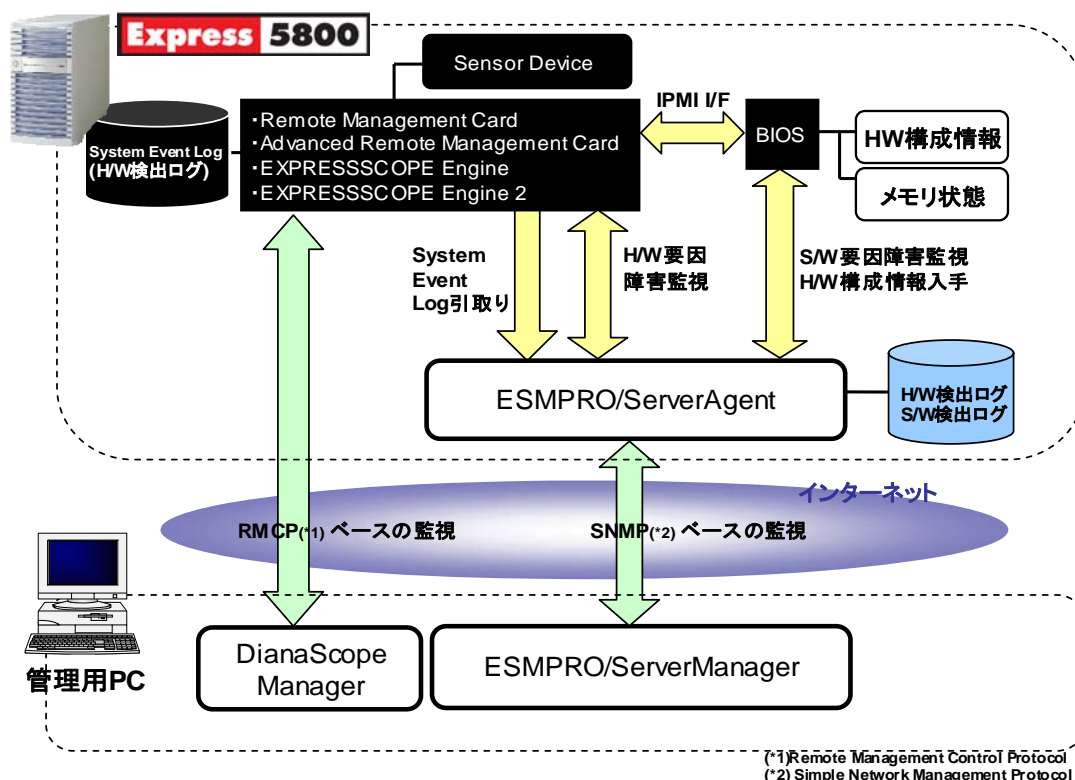 Express 5800
Sensor Device
System Event Log
(H/W検出ログ)
・Remote Management Card
・Advanced Remote Management Card
・EXPRESSSCOPE Engine
・EXPRESSSCOPE Engine 2
IPMI I/F
BIOS
HW構成情報
メモリ状態
System
Event
Log引取り
H/W要因
障害監視
S/W要因障害監視
H/W構成情報入手
ESMPRO/ServerAgent
H/W検出ログ
S/W検出ログ
インターネット
RMCP(*1) ベースの監視
SNMP(*2) ベースの監視
管理用PC
DianaScope
Manager
ESMPRO/ServerManager
(*1)Remote Management Control Protocol
(*2) Simple Network Management Protocol